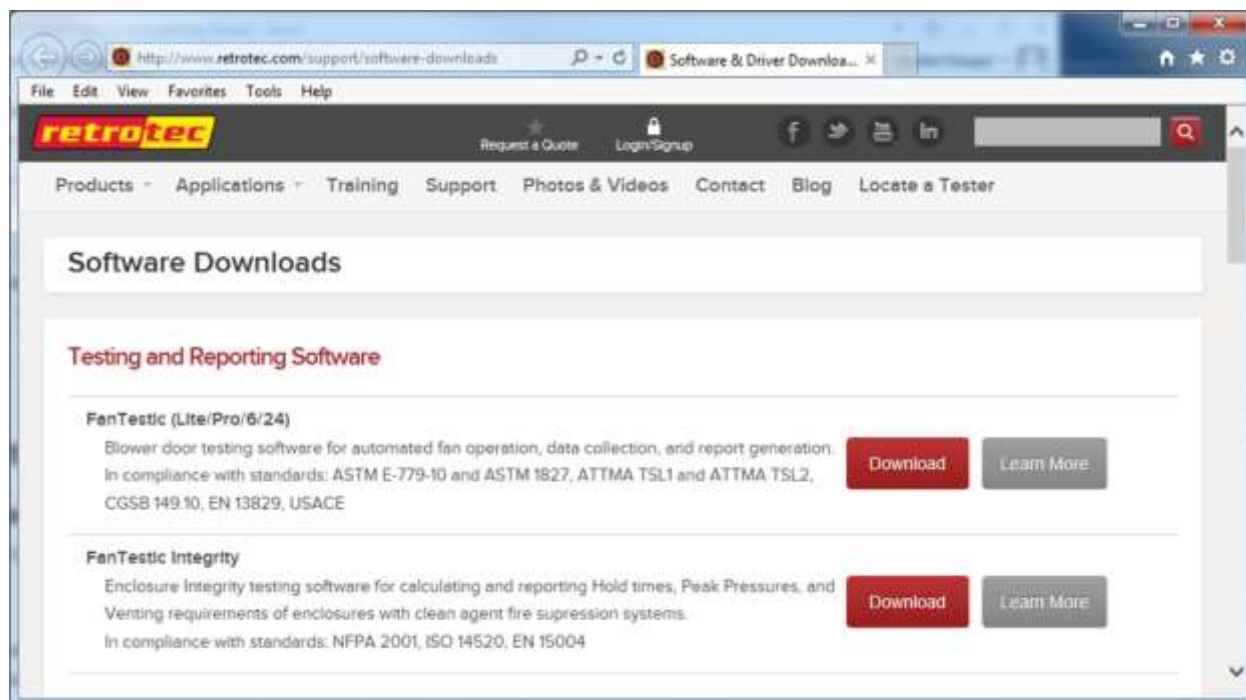 http://www.retrotec.com/support/software-downloads
Software & Driver Downloa...
File Edit View Favorites Tools Help
retrotec
Request a Quote Login/Signup
Products Applications Training Support Photos & Videos Contact Blog Locate a Tester
Software Downloads
Testing and Reporting Software
FanTestic (Lite/Pro/6/24)
Blower door testing software for automated fan operation, data collection, and report generation.
In compliance with standards: ASTM E-779-10 and ASTM 1827, ATTMA TSL1 and ATTMA TSL2,
CGSB 149.10, EN 13829, USACE
Download Learn More
FanTestic Integrity
Enclosure Integrity testing software for calculating and reporting Hold times, Peak Pressures, and
Venting requirements of enclosures with clean agent fire supression systems.
In compliance with standards: NFPA 2001, ISO 14520, EN 15004
Download Learn More